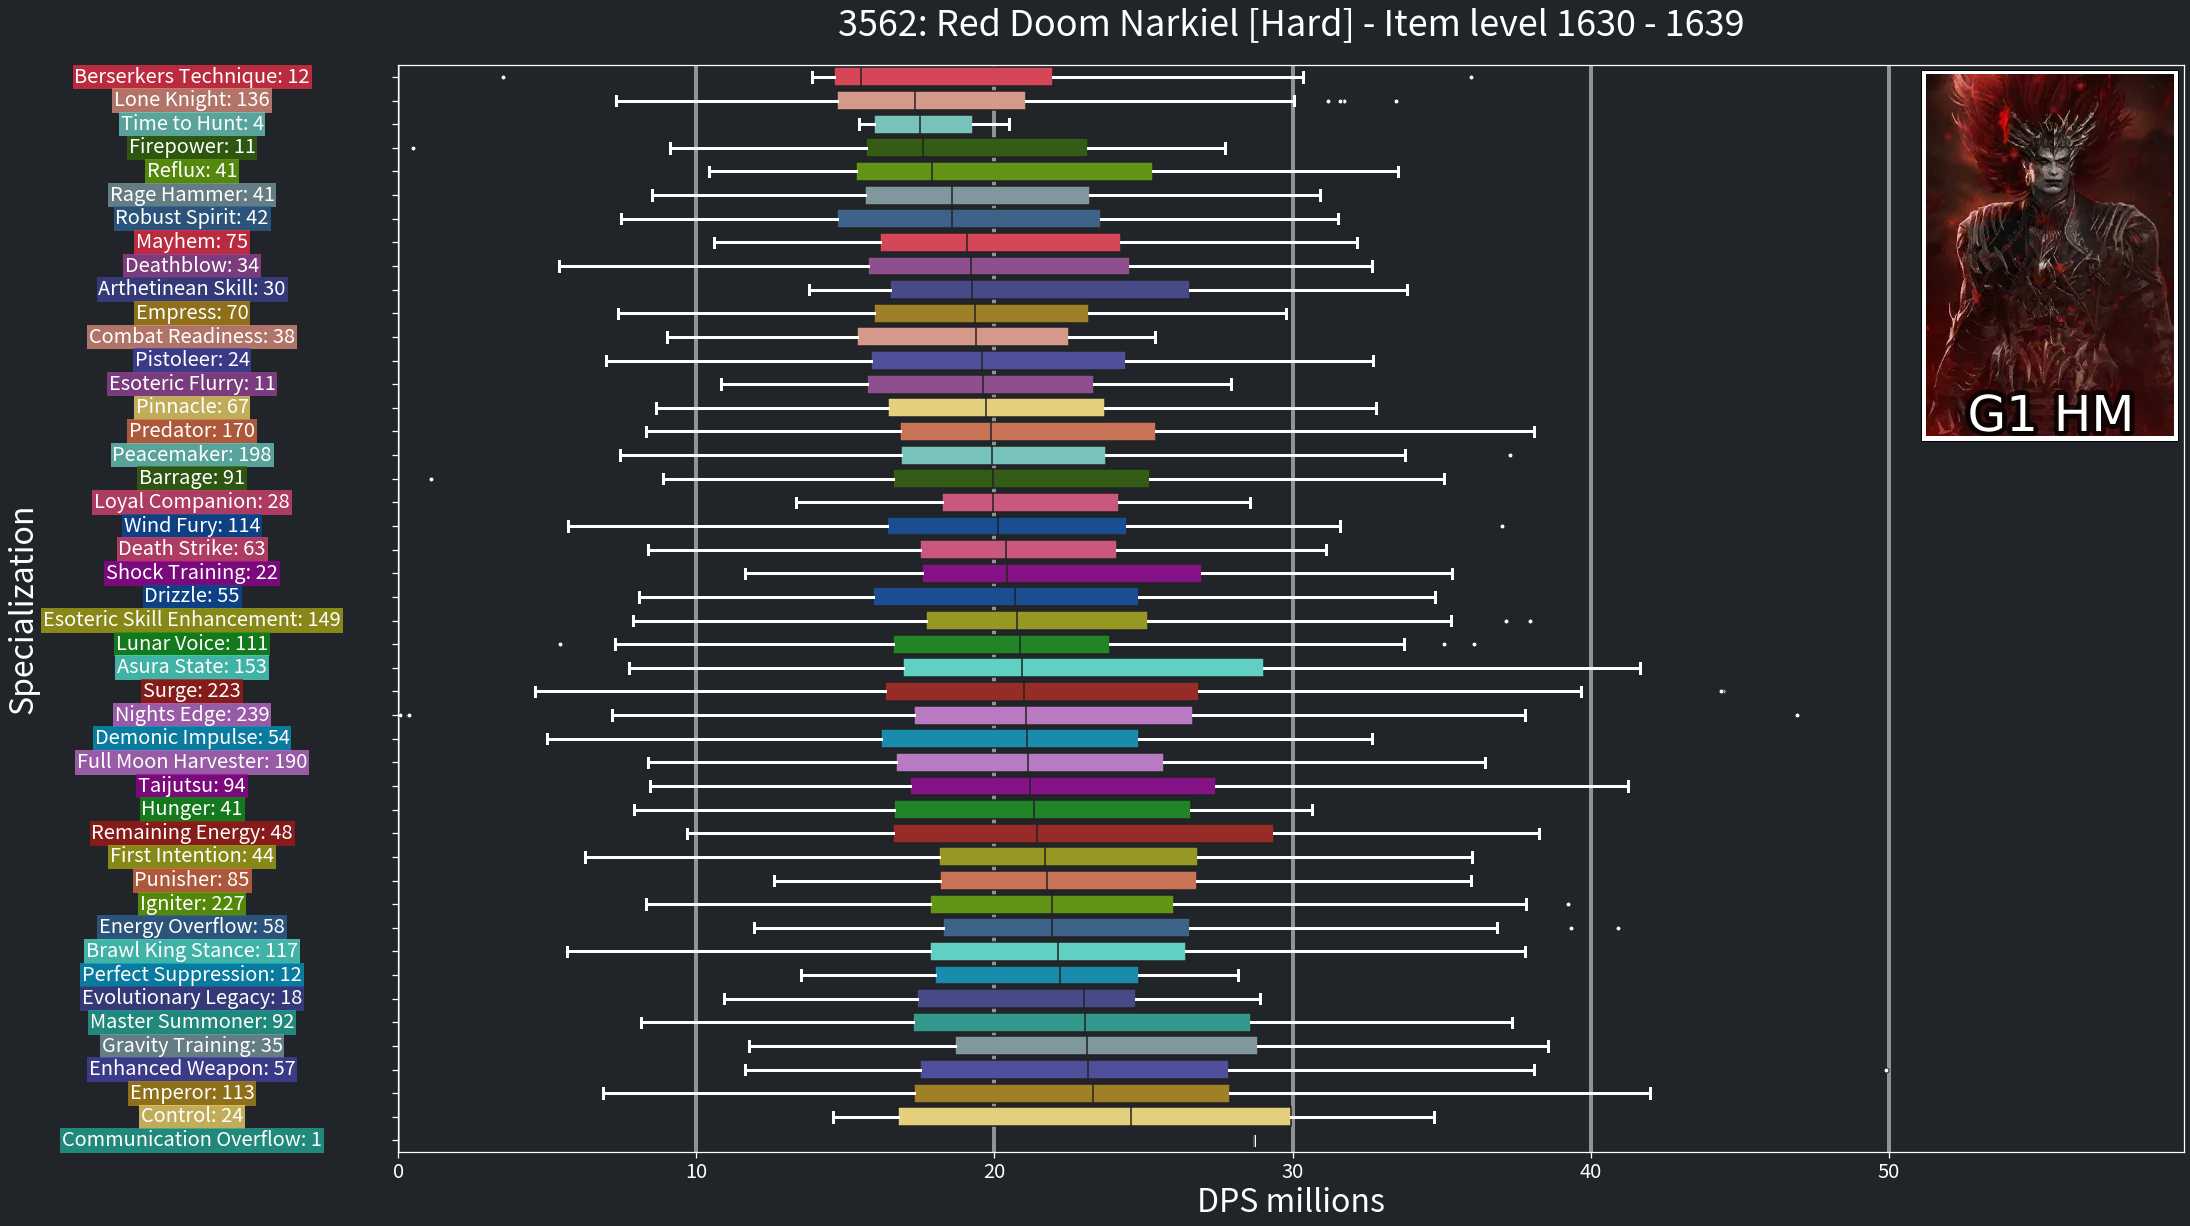 3562: Red Doom Narkiel [Hard] - Item level 1630 - 1639
Berserkers Technique: 12
Lone Knight: 136
Time to Hunt: 4
Firepower: 11
Reflux: 41
Rage Hammer: 41
Robust Spirit: 42
Mayhem: 75
Deathblow: 34
Arthetinean Skill: 30
Empress: 70
Combat Readiness: 38
Pistoleer: 24
Esoteric Flurry: 11
Pinnacle: 67
Predator: 170
Peacemaker: 198
Barrage: 91
Loyal Companion: 28
Wind Fury: 114
Death Strike: 63
Shock Training: 22
Drizzle: 55
Esoteric Skill Enhancement: 149
Lunar Voice: 111
Asura State: 153
Surge: 223
Nights Edge: 239
Demonic Impulse: 54
Full Moon Harvester: 190
Taijutsu: 94
Hunger: 41
Remaining Energy: 48
First Intention: 44
Punisher: 85
Igniter: 227
Energy Overflow: 58
Brawl King Stance: 117
Perfect Suppression: 12
Evolutionary Legacy: 18
Master Summoner: 92
Gravity Training: 35
Enhanced Weapon: 57
Emperor: 113
Control: 24
Communication Overflow: 1
Specialization
G1 HM
0 10 20 30 40 50
DPS millions